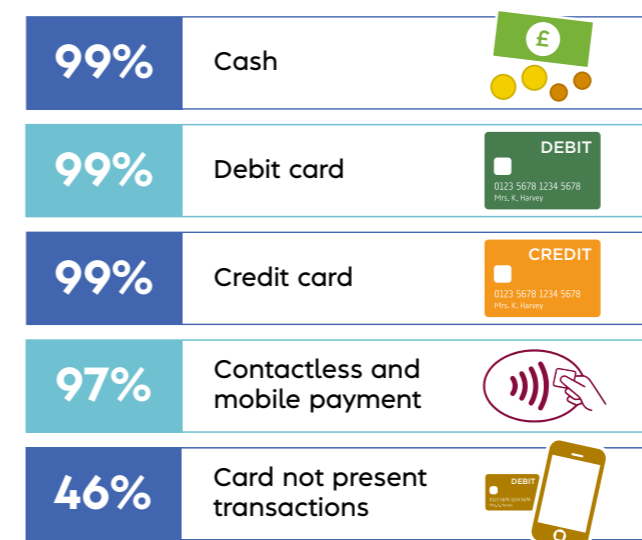 99%
Cash
£
99%
Debit card
DEBIT
0123 5678 1234 5678
Mrs. K. Harvey
99%
Credit card
CREDIT
0123 5678 1234 5678
Mrs. K. Harvey
97%
Contactless and
mobile payment
46%
Card not present
transactions
DEBIT